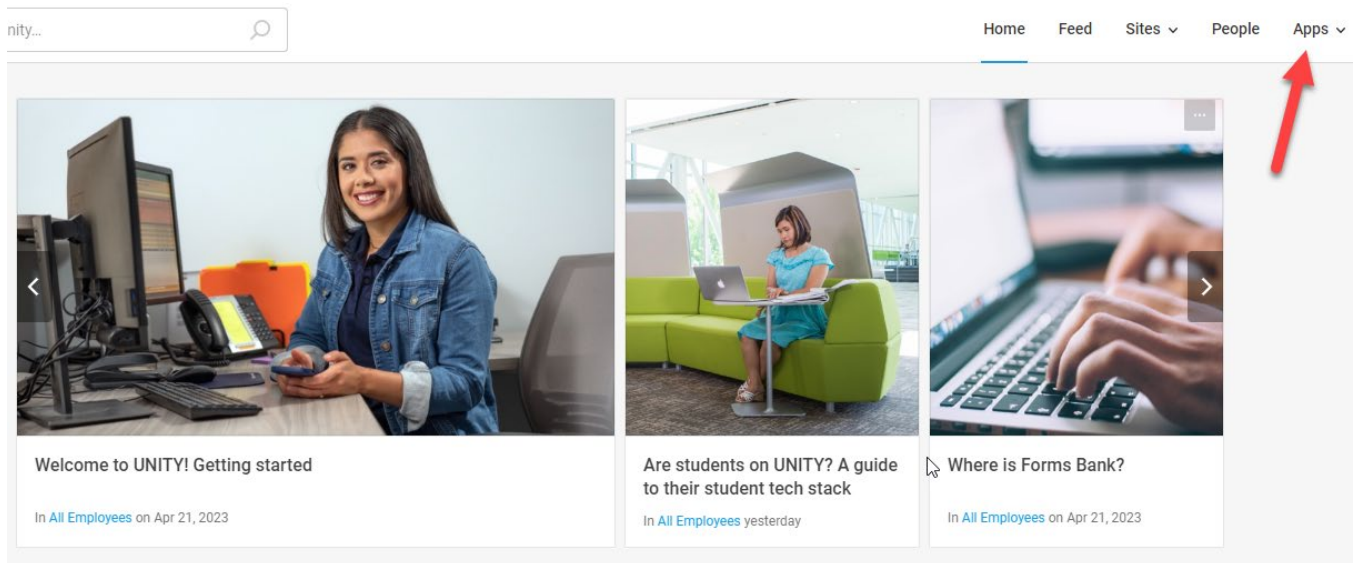 nity...
Home Feed Sites People Apps
Welcome to UNITY! Getting started
In All Employees on Apr 21, 2023
Are students on UNITY? A guide
to their student tech stack
In All Employees yesterday
Where is Forms Bank?
In All Employees on Apr 21, 2023